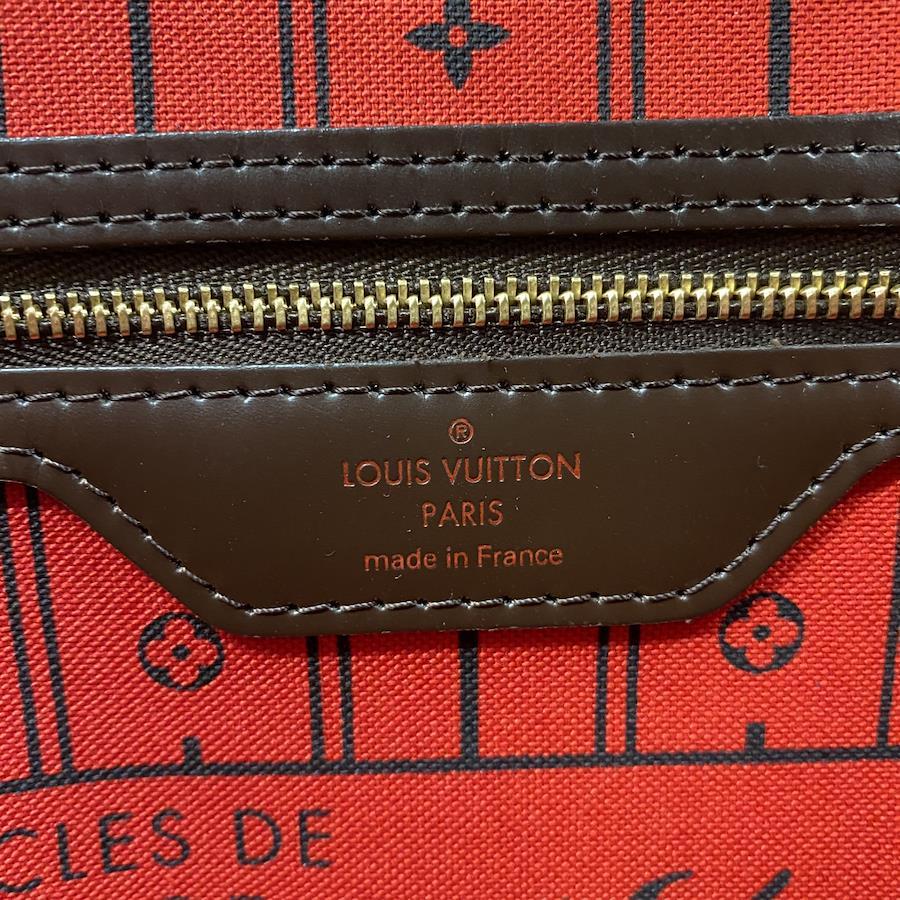 ®
LOUIS VUITTON
PARIS
made in France
CLES DE